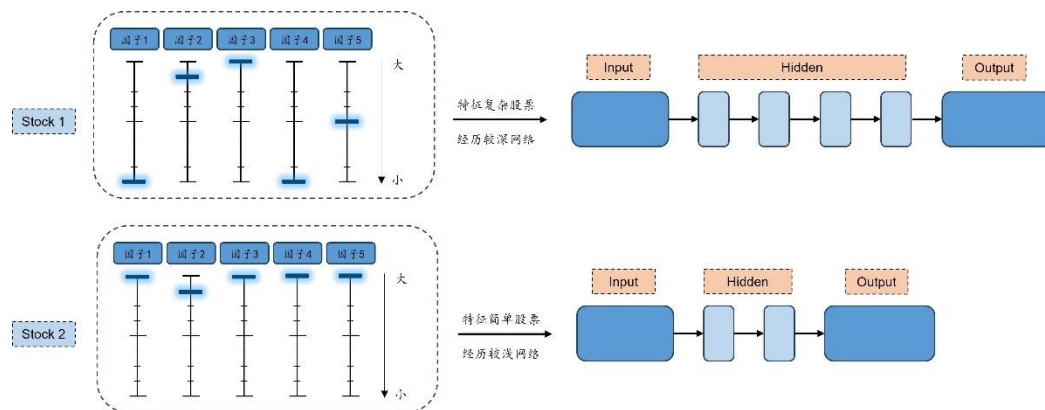 因子1 因子2 因子3 因子4 因子5
大
Stock 1
小
特征复杂股票
经历较深网络
Input Hidden Output
因子1 因子2 因子3 因子4 因子5
大
Stock 2
小
特征简单股票
经历较浅网络
Input Hidden Output